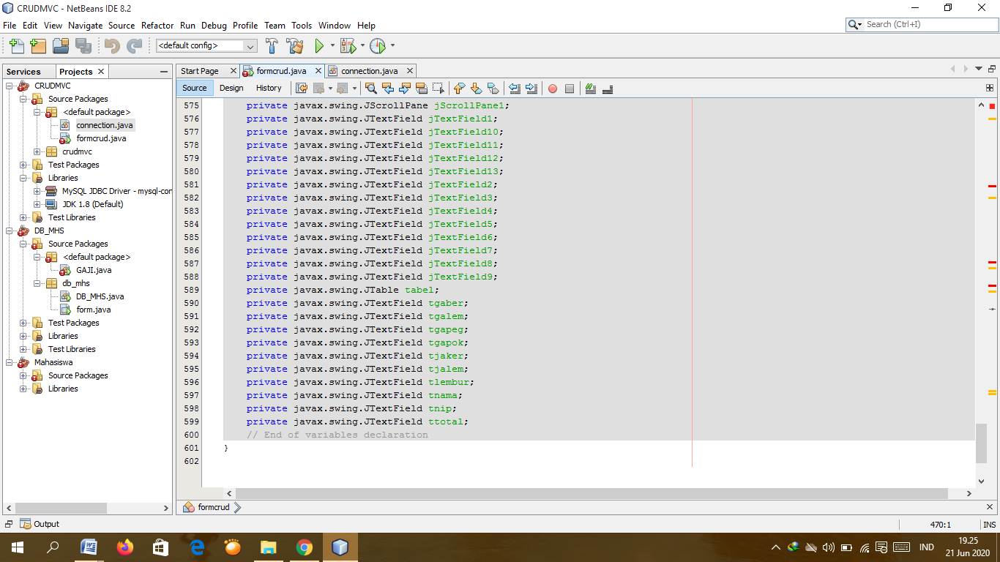 CRUDMVC - NetBeans IDE 8.2
File Edit View Navigate Source Refactor Run Debug Profile Team Tools Window Help
Search (Ctrl+I)
<default config>
Services Projects
Start Page formcrud.java connection.java
Source Design History
CRUDMVC
Source Packages
<default package>
connection.java
formcrud.java
crudmvc
Test Packages
Libraries
MySQL JDBC Driver - mysql-con
JDK 1.8 (Default)
Test Libraries
DB_MHS
Source Packages
<default package>
GAJI.java
db_mhs
DB_MHS.java
form.java
Test Packages
Libraries
Test Libraries
Mahasiswa
Source Packages
Libraries
575 private javax.swing.JScrollPane jScrollPane1;
576 private javax.swing.JTextField jTextField1;
577 private javax.swing.JTextField jTextField10;
578 private javax.swing.JTextField jTextField11;
579 private javax.swing.JTextField jTextField12;
580 private javax.swing.JTextField jTextField13;
581 private javax.swing.JTextField jTextField2;
582 private javax.swing.JTextField jTextField3;
583 private javax.swing.JTextField jTextField4;
584 private javax.swing.JTextField jTextField5;
585 private javax.swing.JTextField jTextField6;
586 private javax.swing.JTextField jTextField7;
587 private javax.swing.JTextField jTextField8;
588 private javax.swing.JTextField jTextField9;
589 private javax.swing.JTable tabel;
590 private javax.swing.JTextField tgaber;
591 private javax.swing.JTextField tgalem;
592 private javax.swing.JTextField tgapeg;
593 private javax.swing.JTextField tgapok;
594 private javax.swing.JTextField tjaker;
595 private javax.swing.JTextField tjalem;
596 private javax.swing.JTextField tlembur;
597 private javax.swing.JTextField tnama;
598 private javax.swing.JTextField tnip;
599 private javax.swing.JTextField ttotal;
600 // End of variables declaration
601 }
602
formcrud
Output
470:1 INS
IND
19.25
21 Jun 2020